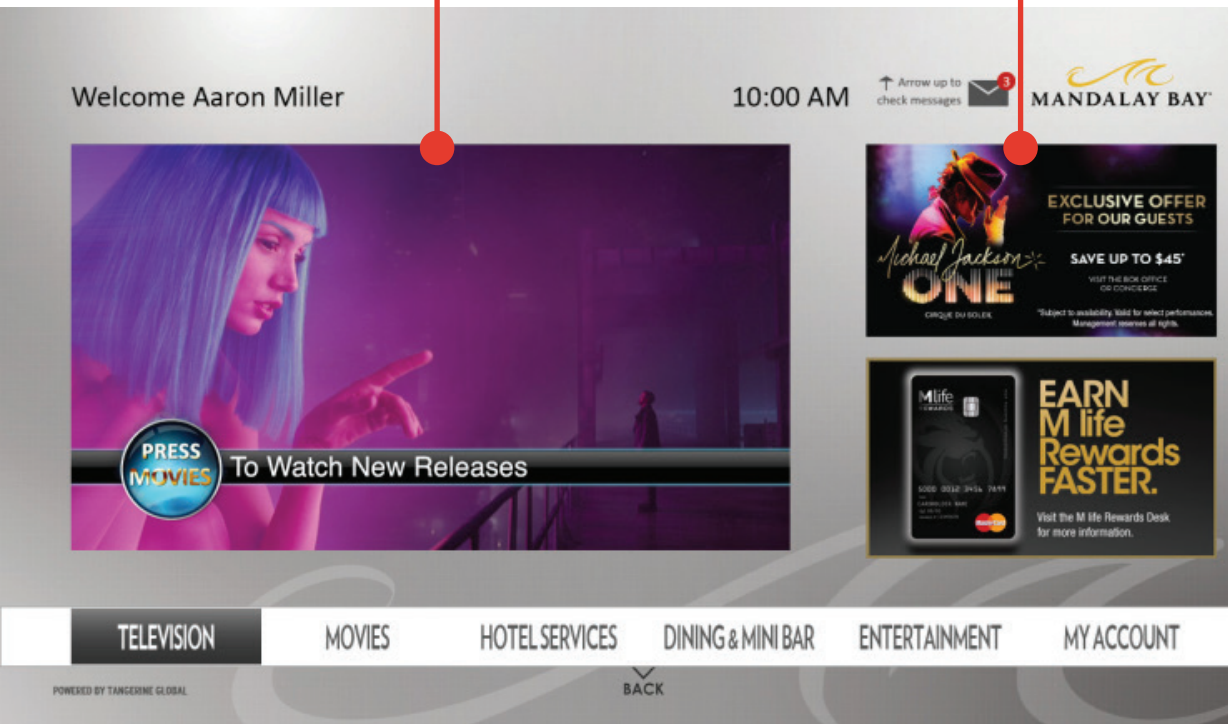 Welcome Aaron Miller
10:00 AM
Arrow up to
check messages
3
MANDALAY BAY
EXCLUSIVE OFFER
FOR OUR GUESTS
SAVE UP TO $45*
VISIT THE BOX OFFICE
OR CONCIERGE
*Subject to availability. Valid for select performances.
Management reserves all rights.
Michael Jackson
ONE
CIRQUE DU SOLEIL
PRESS
MOVIES
To Watch New Releases
M life
REWARDS
MasterCard
EARN
M life
Rewards
FASTER.
Visit the M life Rewards Desk
for more information.
TELEVISION
MOVIES
HOTEL SERVICES
DINING & MINI BAR
ENTERTAINMENT
MY ACCOUNT
POWERED BY TANGERINE GLOBAL
BACK